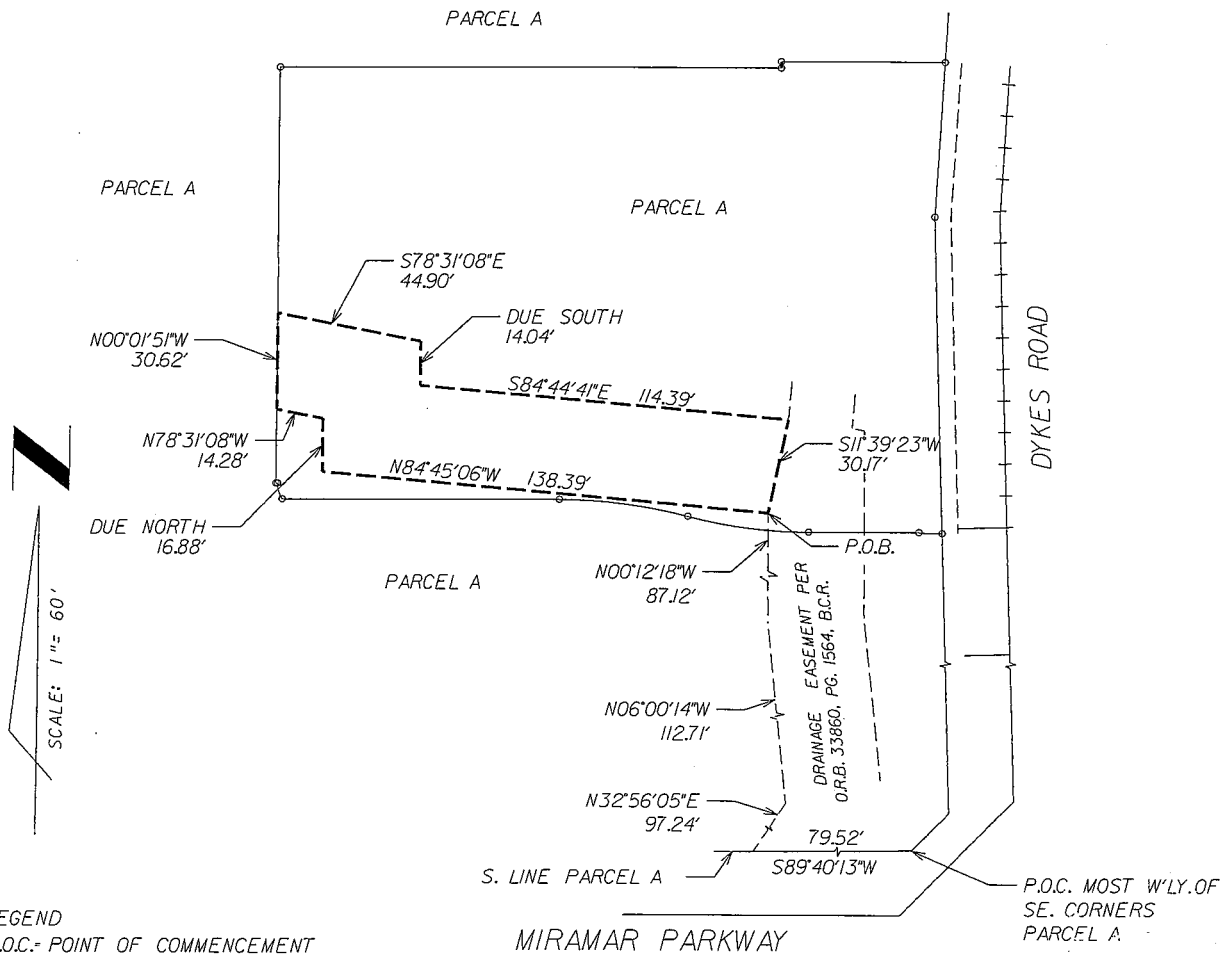 PARCEL A
PARCEL A
PARCEL A
S78°31'08"E
44.90'
DUE SOUTH
14.04'
N00°01'51"W
30.62'
S84°44'41"E 114.39'
DYKES ROAD
N78°31'08"W
14.28'
S11°39'23"W
30.17'
N84°45'06"W 138.39'
DUE NORTH
16.88'
P.O.B.
PARCEL A
N00°12'18"W
87.12'
SCALE: 1"= 60'
DRAINAGE EASEMENT PER
O.R.B. 33860, PG. 1564, B.C.R.
N06°00'14"W
112.71'
N32°56'05"E
97.24'
79.52'
S89°40'13"W
S. LINE PARCEL A
P.O.C. MOST W'LY. OF
SE. CORNERS
PARCEL A
EGEND
.O.C.= POINT OF COMMENCEMENT
MIRAMAR PARKWAY